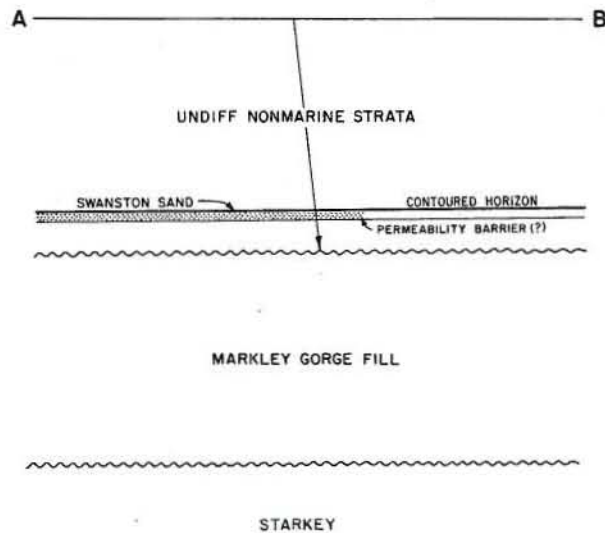 A B
UNDIFF NONMARINE STRATA
SWANSTON SAND
CONTOURED HORIZON
PERMEABILITY BARRIER (?)
MARKLEY GORGE FILL
STARKEY